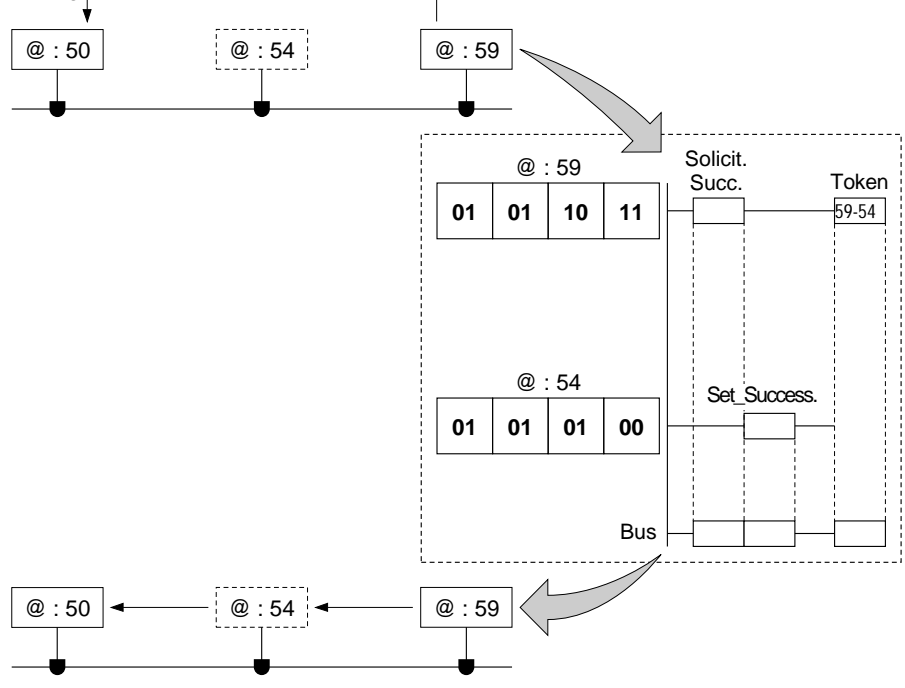 @ : 50 @ : 54 @ : 59
@ : 59
Solicit.
Succ.
Token
01 01 10 11
59-54
@ : 54
Set_Success.
01 01 01 00
Bus
@ : 50 @ : 54 @ : 59